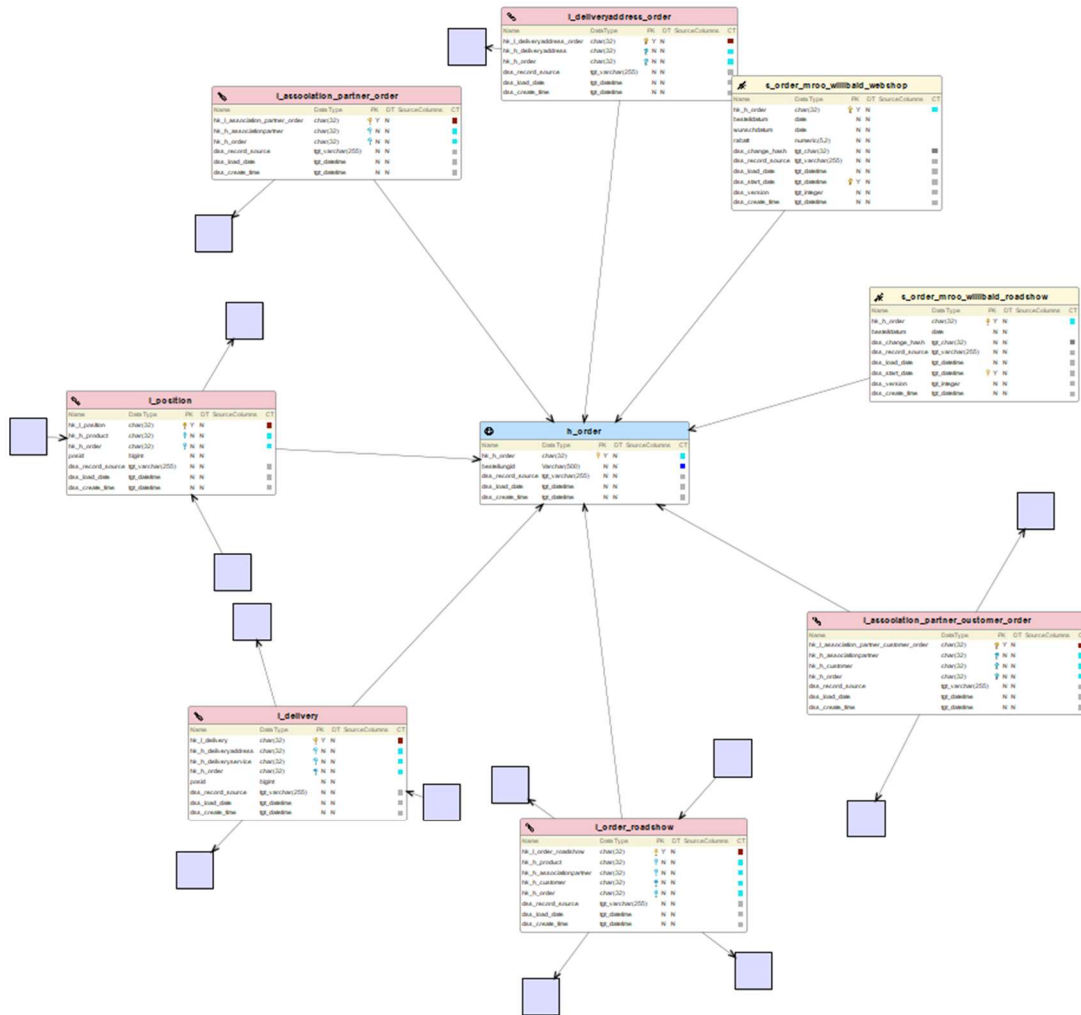 l_deliveryaddress_order
Name DataType PK DT SourceColumns CT
hk_l_deliveryaddress_order char(32) Y N
hk_h_deliveryaddress char(32) N N
hk_h_order char(32) N N
dss_record_source tgt_varchar(255) N N
dss_load_date tgt_datetime N N
dss_create_time tgt_datetime N N
s_order_mroo_willibald_webshop
Name DataType PK DT SourceColumns CT
hk_h_order char(32) Y N
bestelldatum date N N
wunschdatum date N N
rabatt numeric(5,2) N N
dss_change_hash tgt_char(32) N N
dss_record_source tgt_varchar(255) N N
dss_load_date tgt_datetime N N
dss_start_date tgt_datetime Y N
dss_version tgt_integer N N
dss_create_time tgt_datetime N N
l_association_partner_order
Name DataType PK DT SourceColumns CT
hk_l_association_partner_order char(32) Y N
hk_h_associationpartner char(32) N N
hk_h_order char(32) N N
dss_record_source tgt_varchar(255) N N
dss_load_date tgt_datetime N N
dss_create_time tgt_datetime N N
s_order_mroo_willibald_roadshow
Name DataType PK DT SourceColumns CT
hk_h_order char(32) Y N
bestelldatum date N N
dss_change_hash tgt_char(32) N N
dss_record_source tgt_varchar(255) N N
dss_load_date tgt_datetime N N
dss_start_date tgt_datetime Y N
dss_version tgt_integer N N
dss_create_time tgt_datetime N N
l_position
Name DataType PK DT SourceColumns CT
hk_l_position char(32) Y N
hk_h_product char(32) N N
hk_h_order char(32) N N
posid bigint N N
dss_record_source tgt_varchar(255) N N
dss_load_date tgt_datetime N N
dss_create_time tgt_datetime N N
h_order
Name DataType PK DT SourceColumns CT
hk_h_order char(32) Y N
bestellungid Varchar(500) N N
dss_record_source tgt_varchar(255) N N
dss_load_date tgt_datetime N N
dss_create_time tgt_datetime N N
l_association_partner_customer_order
Name DataType PK DT SourceColumns CT
hk_l_association_partner_customer_order char(32) Y N
hk_h_associationpartner char(32) N N
hk_h_customer char(32) N N
hk_h_order char(32) N N
dss_record_source tgt_varchar(255) N N
dss_load_date tgt_datetime N N
dss_create_time tgt_datetime N N
l_delivery
Name DataType PK DT SourceColumns CT
hk_l_delivery char(32) Y N
hk_h_deliveryaddress char(32) N N
hk_h_deliveryservice char(32) N N
hk_h_order char(32) N N
posid bigint N N
dss_record_source tgt_varchar(255) N N
dss_load_date tgt_datetime N N
dss_create_time tgt_datetime N N
l_order_roadshow
Name DataType PK DT SourceColumns CT
hk_l_order_roadshow char(32) Y N
hk_h_product char(32) N N
hk_h_associationpartner char(32) N N
hk_h_customer char(32) N N
hk_h_order char(32) N N
dss_record_source tgt_varchar(255) N N
dss_load_date tgt_datetime N N
dss_create_time tgt_datetime N N